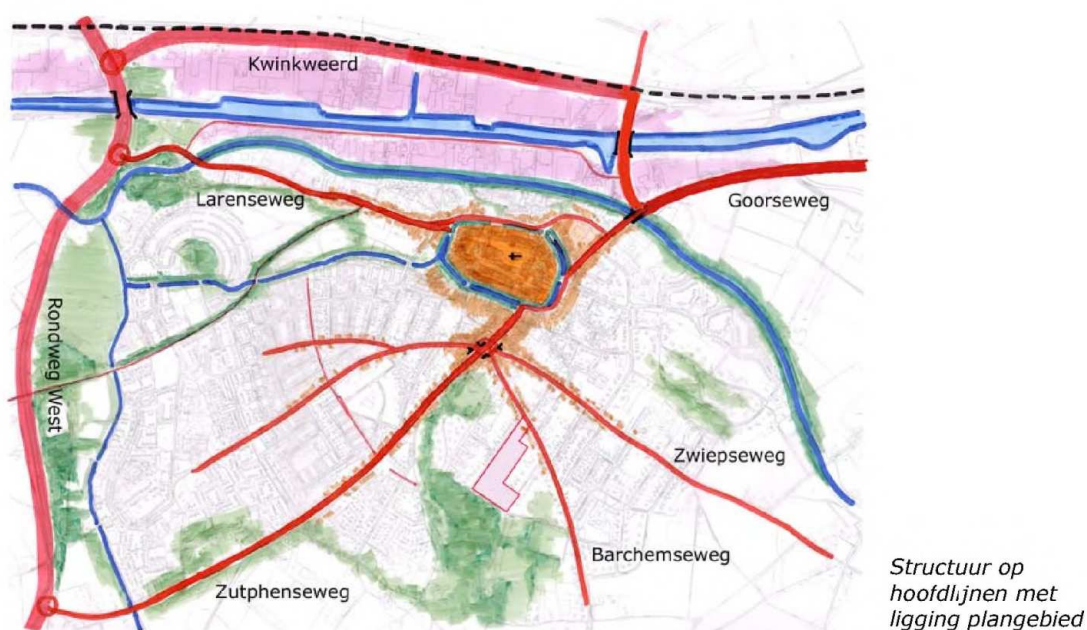 Kwinkweerd
Larenseweg
Goorseweg
Rondweg West
Zwiepseweg
Barchemseweg
Zutphenseweg
Structuur op
hoofdlijnen met
ligging plangebied